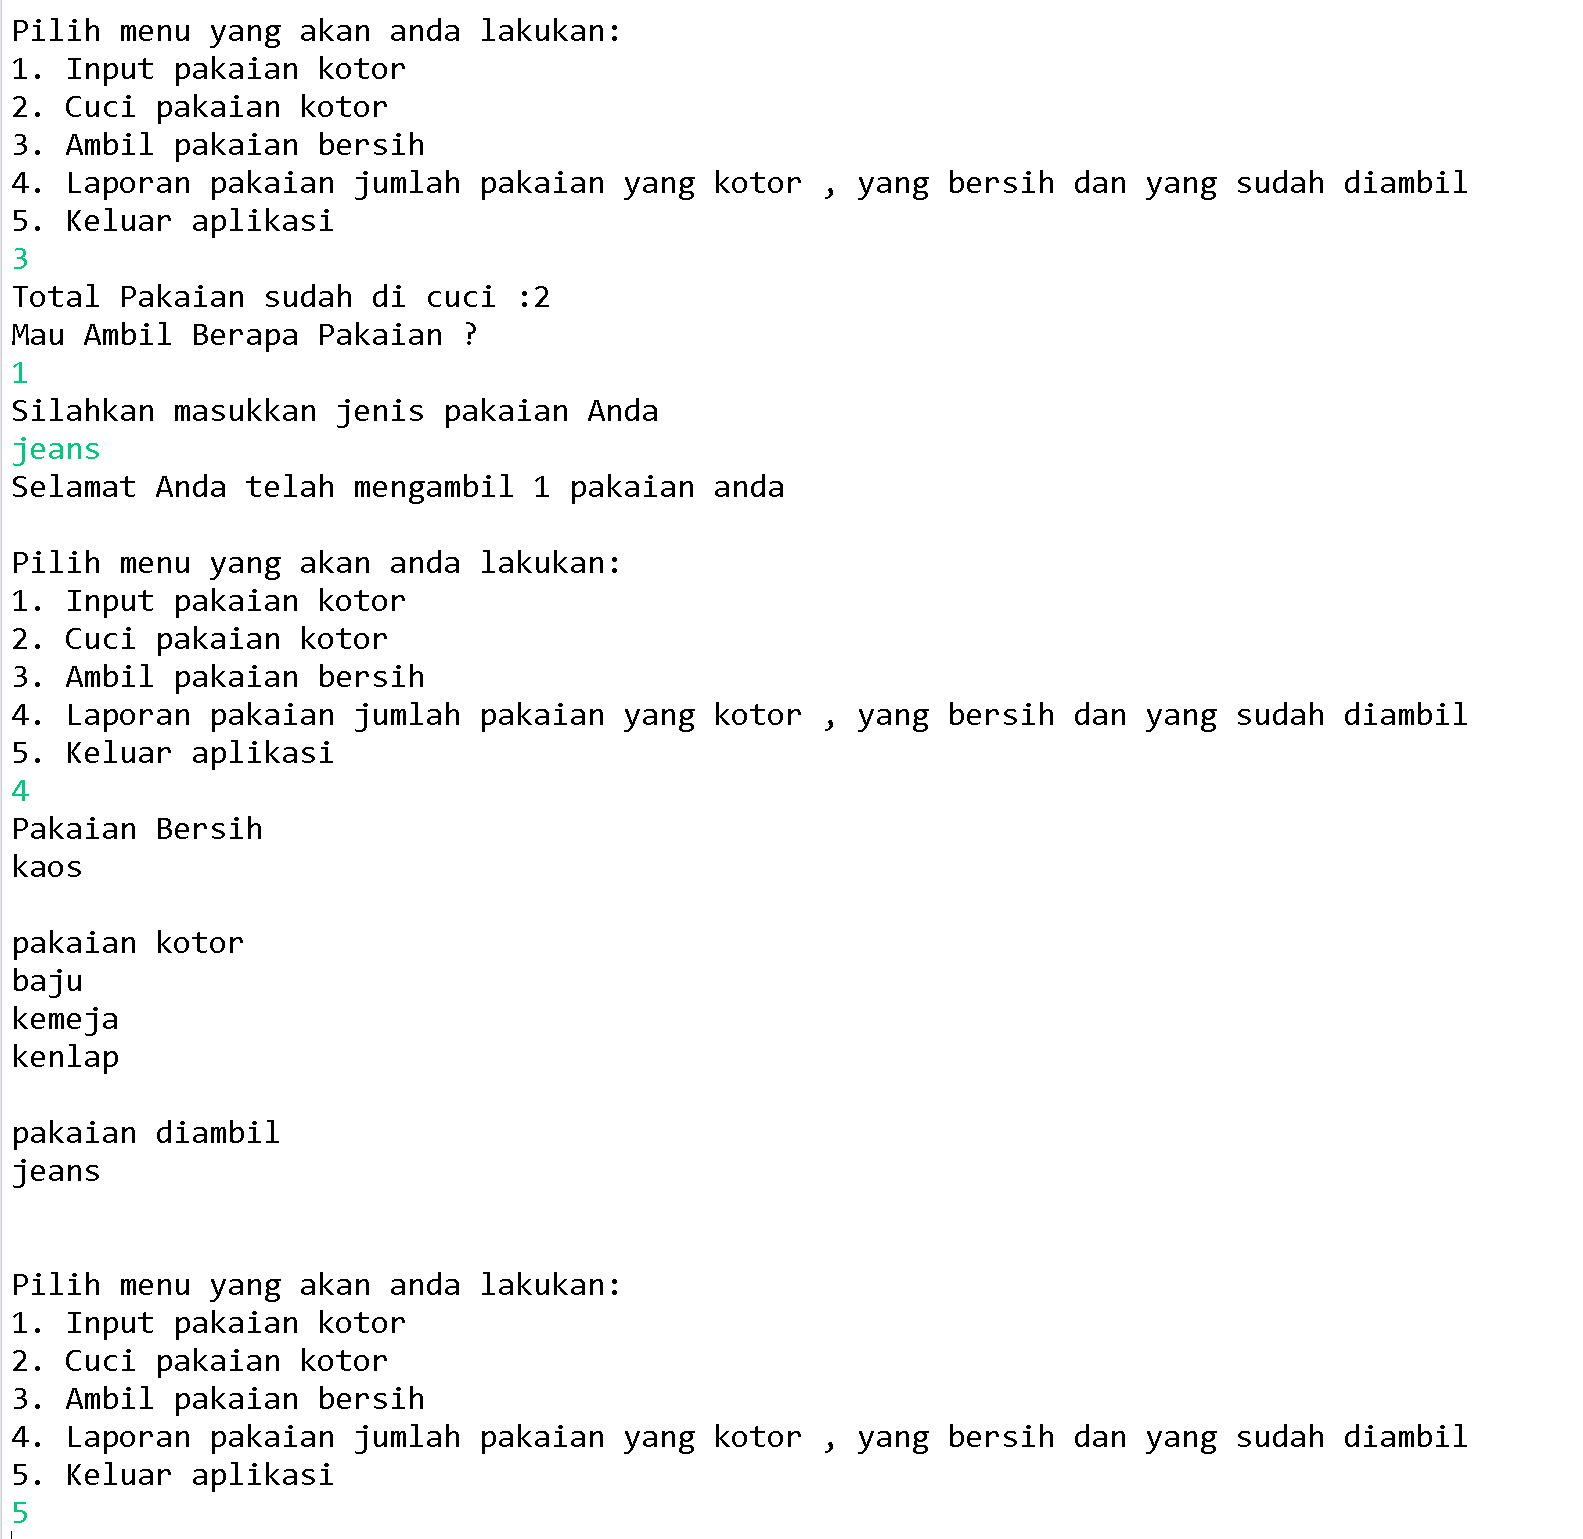 Pilih menu yang akan anda lakukan:
1. Input pakaian kotor
2. Cuci pakaian kotor
3. Ambil pakaian bersih
4. Laporan pakaian jumlah pakaian yang kotor , yang bersih dan yang sudah diambil
5. Keluar aplikasi
3
Total Pakaian sudah di cuci :2
Mau Ambil Berapa Pakaian ?
1
Silahkan masukkan jenis pakaian Anda
jeans
Selamat Anda telah mengambil 1 pakaian anda
Pilih menu yang akan anda lakukan:
1. Input pakaian kotor
2. Cuci pakaian kotor
3. Ambil pakaian bersih
4. Laporan pakaian jumlah pakaian yang kotor , yang bersih dan yang sudah diambil
5. Keluar aplikasi
4
Pakaian Bersih
kaos
pakaian kotor
baju
kemeja
kenlap
pakaian diambil
jeans
Pilih menu yang akan anda lakukan:
1. Input pakaian kotor
2. Cuci pakaian kotor
3. Ambil pakaian bersih
4. Laporan pakaian jumlah pakaian yang kotor , yang bersih dan yang sudah diambil
5. Keluar aplikasi
5